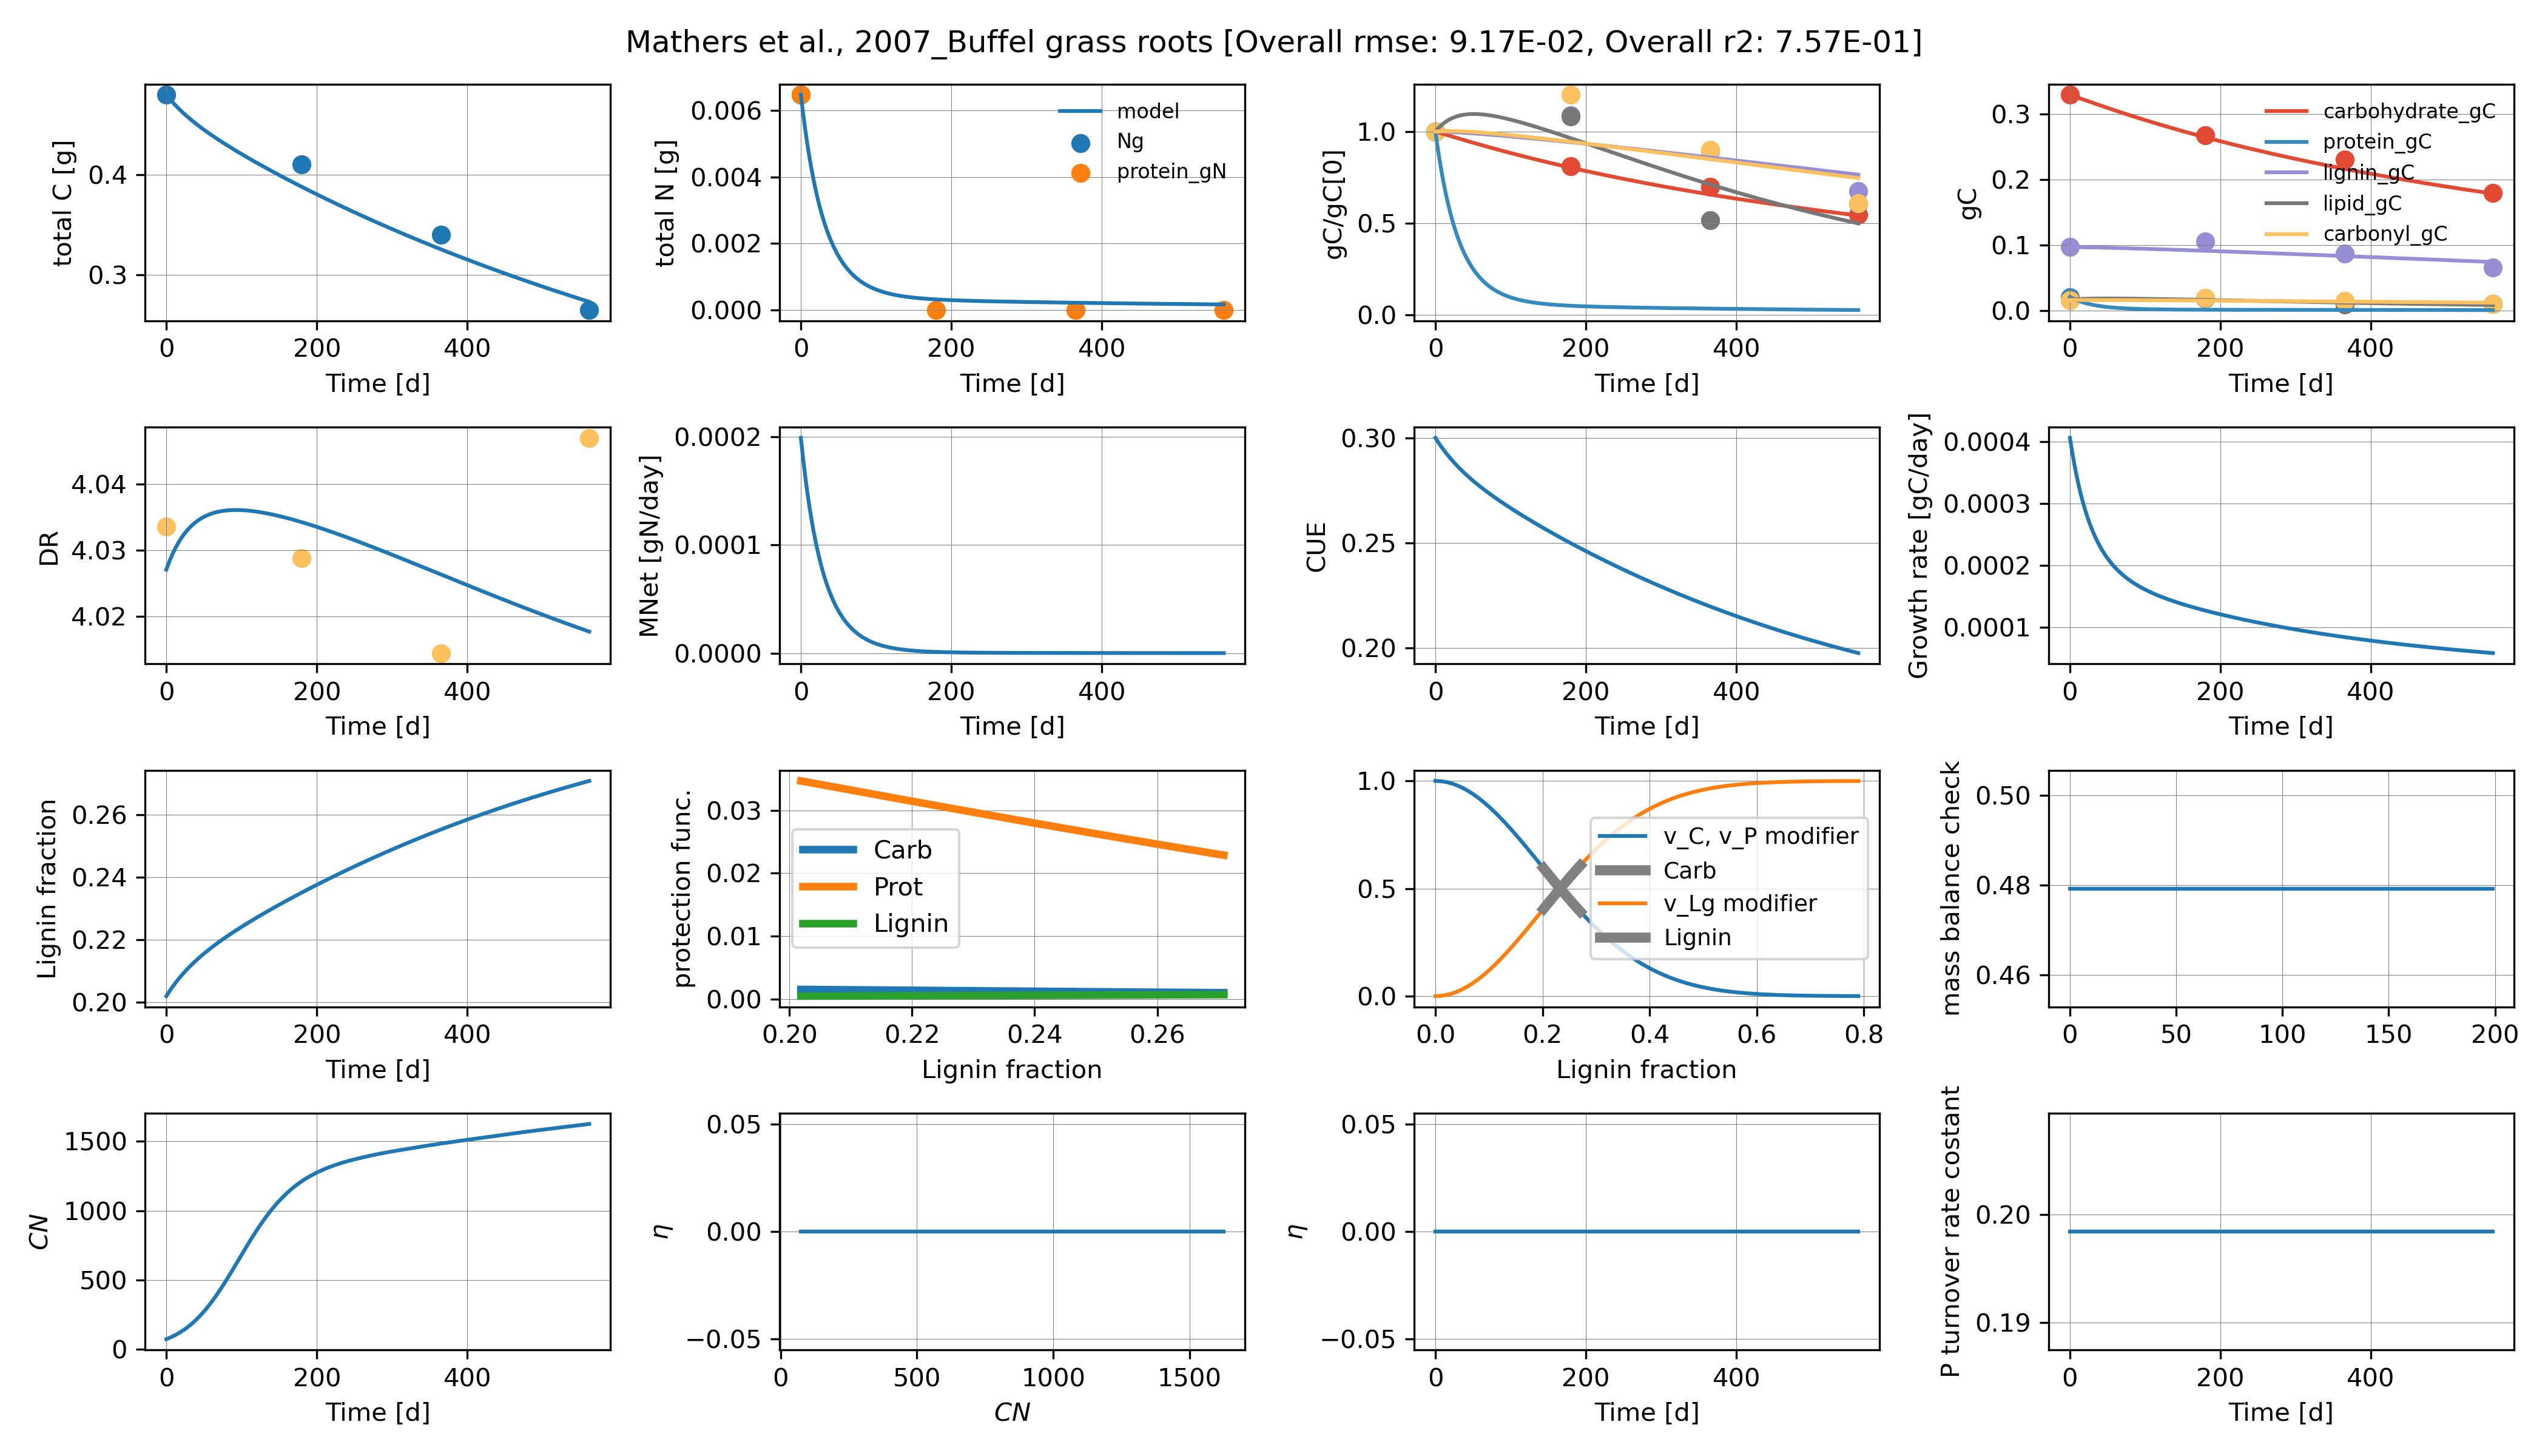 Mathers et al., 2007_Buffel grass roots [Overall rmse: 9.17E-02, Overall r2: 7.57E-01]
total C [g]
0.4
0.3
0 200 400
Time [d]
total N [g]
0.006
0.004
0.002
0.000
model
Ng
protein_gN
0 200 400
Time [d]
gC/gC[0]
1.0
0.5
0.0
0 200 400
Time [d]
gC
0.3
0.2
0.1
0.0
carbohydrate_gC
protein_gC
lignin_gC
lipid_gC
carbonyl_gC
0 200 400
Time [d]
DR
4.04
4.03
4.02
0 200 400
Time [d]
MNet [gN/day]
0.0002
0.0001
0.0000
0 200 400
Time [d]
CUE
0.30
0.25
0.20
0 200 400
Time [d]
Growth rate [gC/day]
0.0004
0.0003
0.0002
0.0001
0 200 400
Time [d]
Lignin fraction
0.26
0.24
0.22
0.20
0 200 400
Time [d]
protection func.
0.03
0.02
0.01
0.00
Carb
Prot
Lignin
0.20 0.22 0.24 0.26
Lignin fraction
1.0
0.5
0.0
v_C, v_P modifier
Carb
v_Lg modifier
Lignin
0.0 0.2 0.4 0.6 0.8
Lignin fraction
mass balance check
0.50
0.48
0.46
0 50 100 150 200
CN
1500
1000
500
0
0 200 400
Time [d]
η
0.05
0.00
−0.05
0 500 1000 1500
CN
η
0.05
0.00
−0.05
0 200 400
Time [d]
P turnover rate costant
0.20
0.19
0 200 400
Time [d]